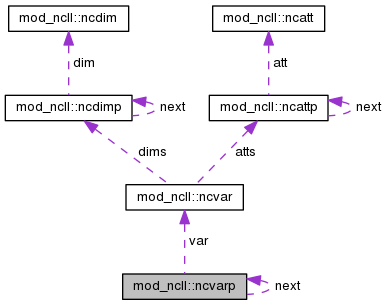 mod_ncll::ncdim mod_ncll::ncatt
dim att
mod_ncll::ncdimp next mod_ncll::ncattp next
dims atts
mod_ncll::ncvar
var
mod_ncll::ncvarp next